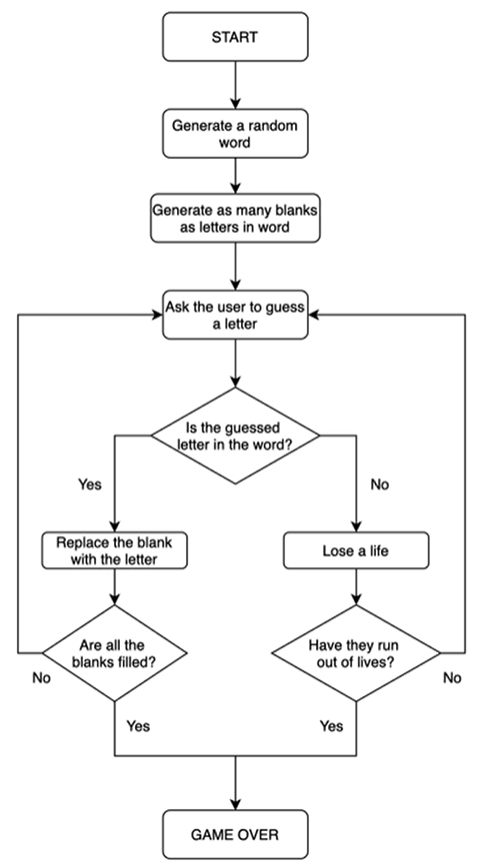 START
Generate a random
word
Generate as many blanks
as letters in word
Ask the user to guess
a letter
Is the guessed
letter in the word?
Yes
No
Replace the blank
with the letter
Lose a life
Are all the
blanks filled?
Have they run
out of lives?
No
No
Yes
Yes
GAME OVER